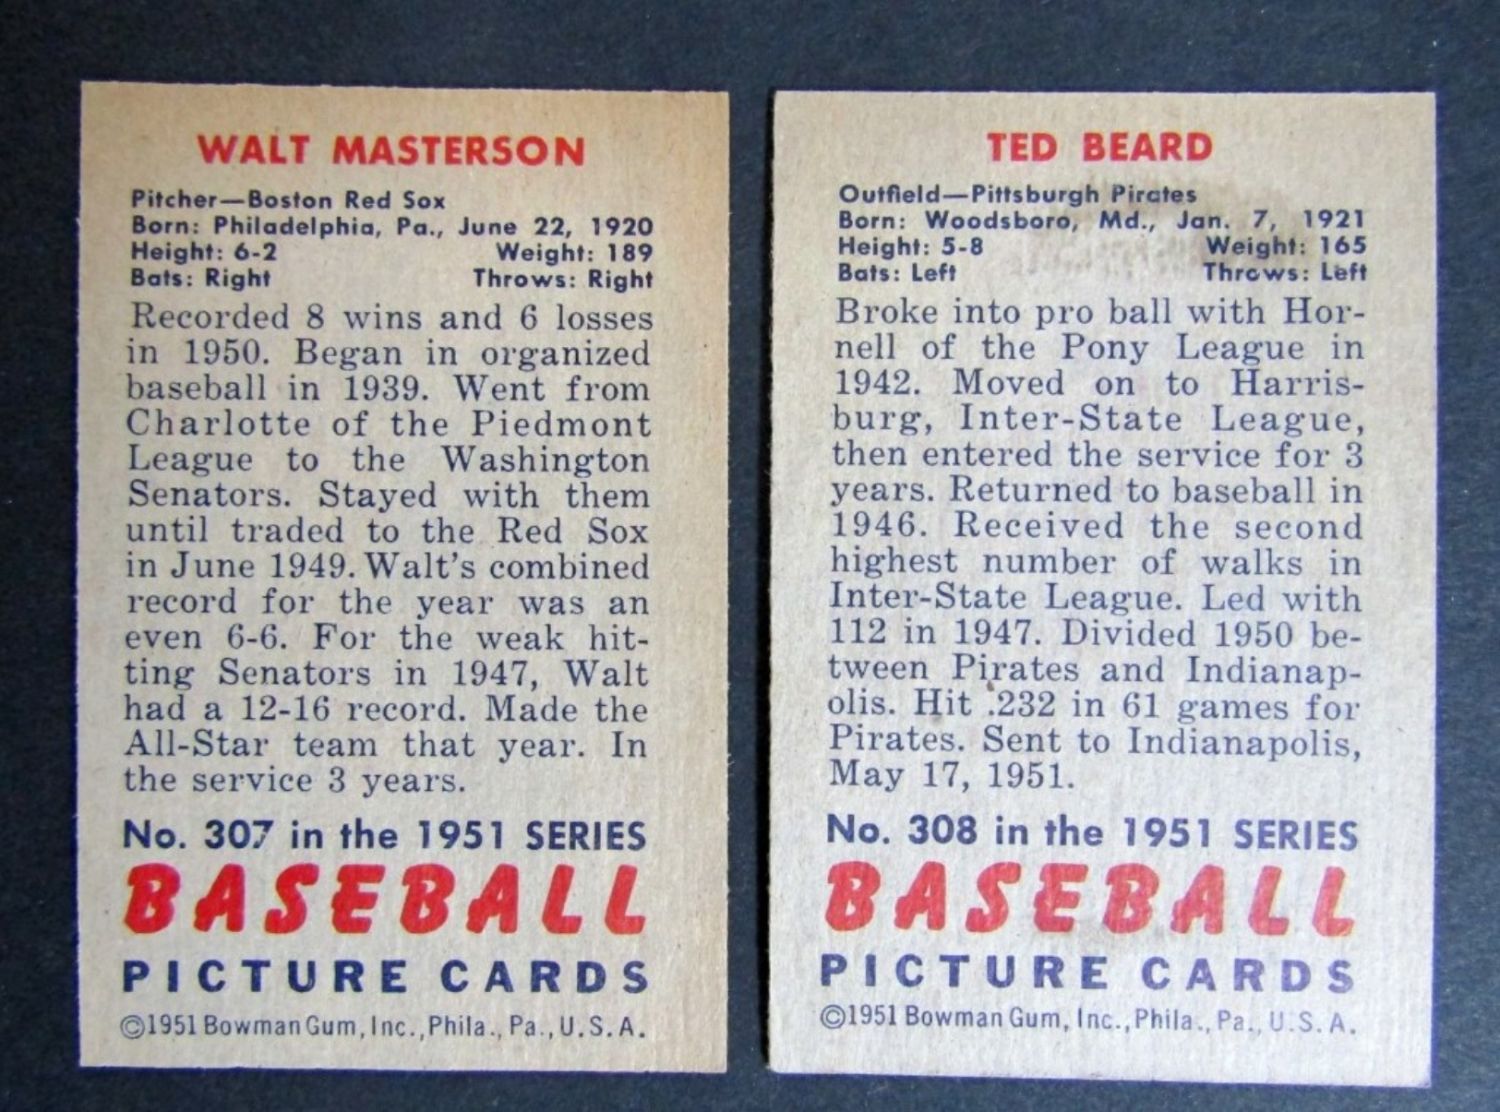 WALT MASTERSON
Pitcher—Boston Red Sox
Born: Philadelphia, Pa., June 22, 1920
Height: 6-2 Weight: 189
Bats: Right Throws: Right
Recorded 8 wins and 6 losses
in 1950. Began in organized
baseball in 1939. Went from
Charlotte of the Piedmont
League to the Washington
Senators. Stayed with them
until traded to the Red Sox
in June 1949. Walt's combined
record for the year was an
even 6-6. For the weak hit-
ting Senators in 1947, Walt
had a 12-16 record. Made the
All-Star team that year. In
the service 3 years.
No. 307 in the 1951 SERIES
BASEBALL
PICTURE CARDS
©1951 Bowman Gum, Inc., Phila., Pa., U.S.A.
TED BEARD
Outfield—Pittsburgh Pirates
Born: Woodsboro, Md., Jan. 7, 1921
Height: 5-8 Weight: 165
Bats: Left Throws: Left
Broke into pro ball with Hor-
nell of the Pony League in
1942. Moved on to Harris-
burg, Inter-State League,
then entered the service for 3
years. Returned to baseball in
1946. Received the second
highest number of walks in
Inter-State League. Led with
112 in 1947. Divided 1950 be-
tween Pirates and Indianap-
olis. Hit .232 in 61 games for
Pirates. Sent to Indianapolis,
May 17, 1951.
No. 308 in the 1951 SERIES
BASEBALL
PICTURE CARDS
©1951 Bowman Gum, Inc., Phila., Pa., U.S.A.